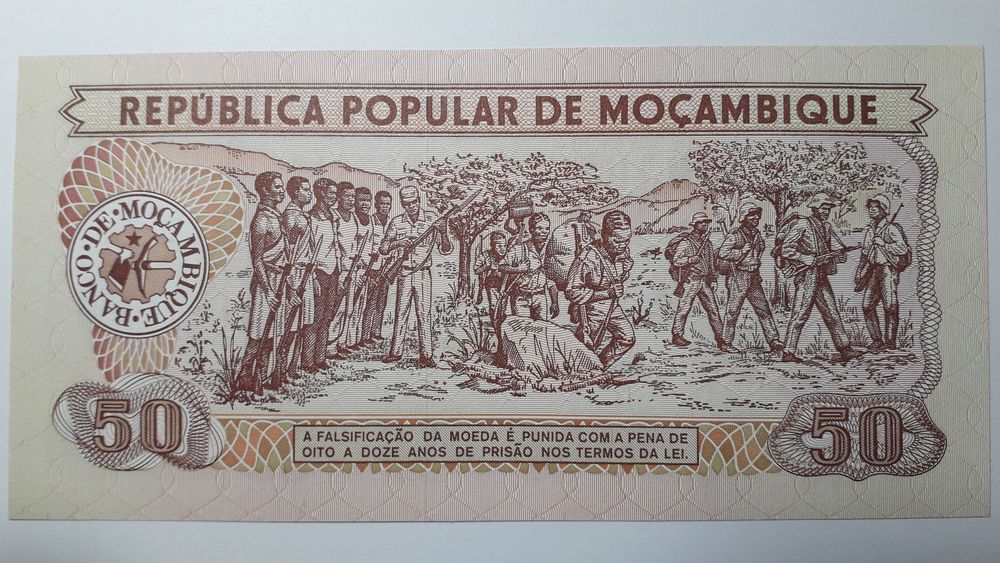 REPÚBLICA POPULAR DE MOÇAMBIQUE
BANCO·DE·MOÇAMBIQUE·
50
A FALSIFICAÇÃO DA MOEDA É PUNIDA COM A PENA DE
OITO A DOZE ANOS DE PRISÃO NOS TERMOS DA LEI.
50